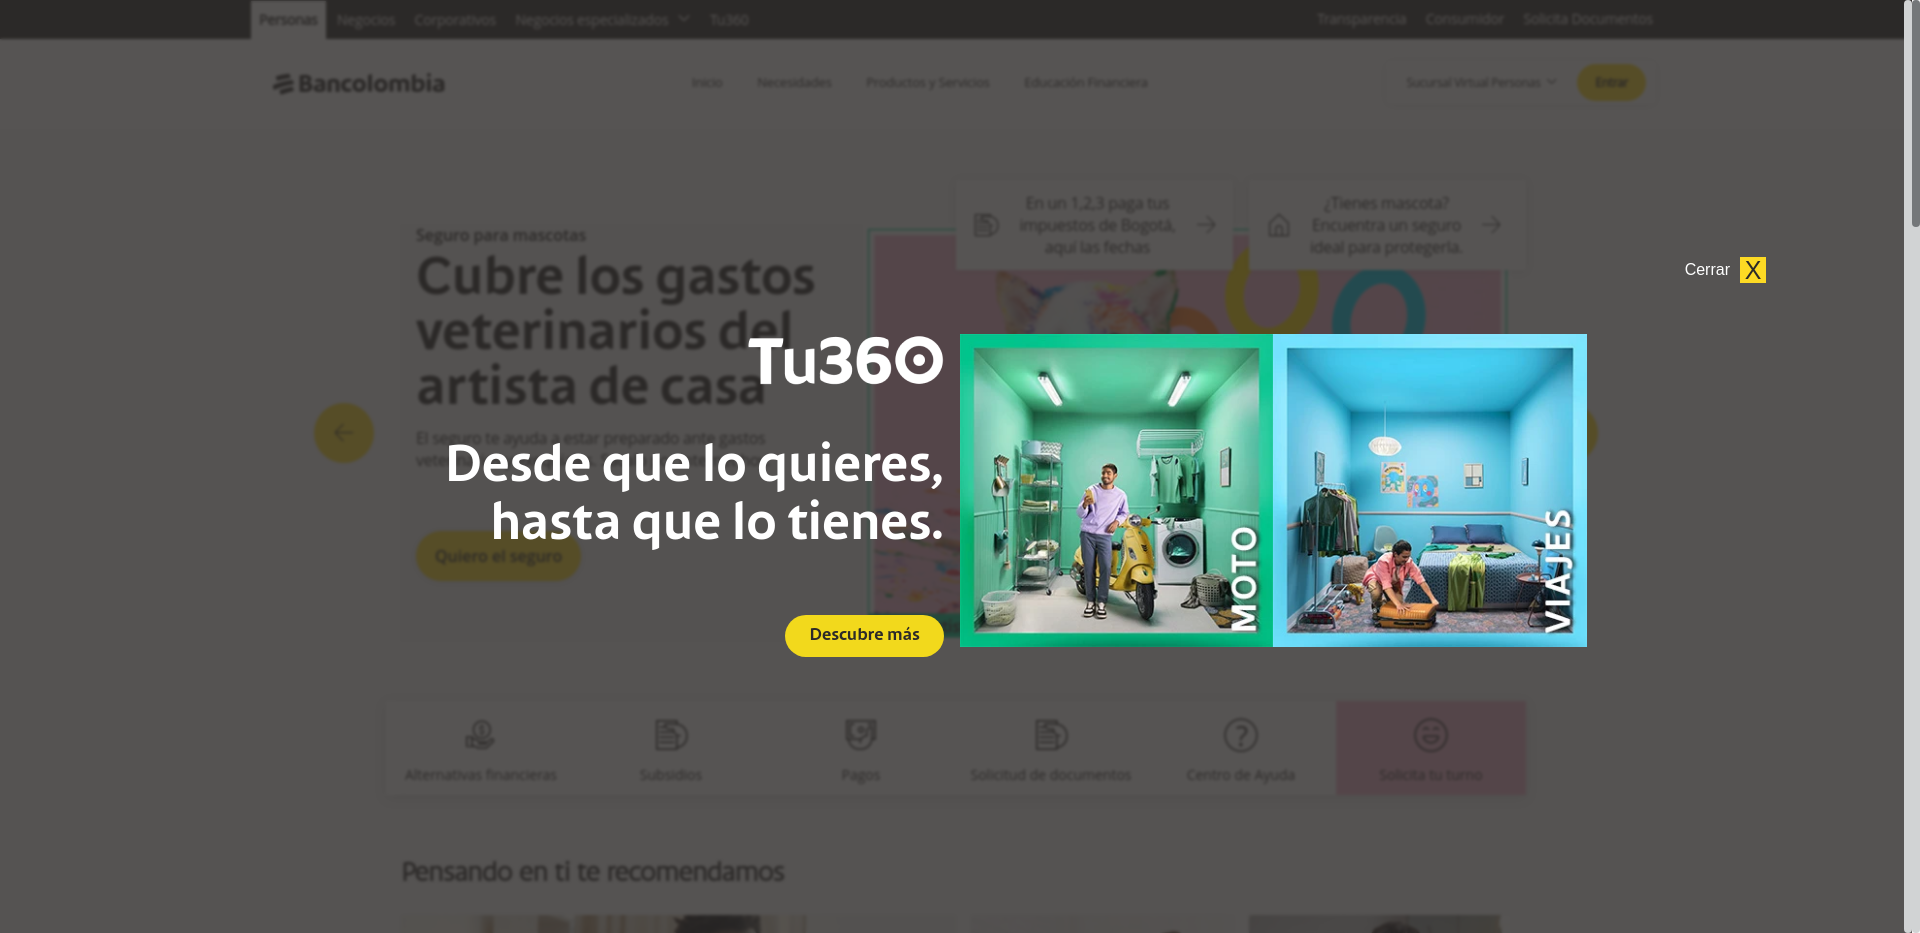 Personas
Negocios
Corporativos
Negocios especializados
Tu360
Transparencia
Consumidor
Solicita Documentos
Bancolombia
Inicio
Necesidades
Productos y Servicios
Educación Financiera
Sucursal Virtual Personas
Entrar
En un 1,2,3 paga tus
impuestos de Bogotá,
aquí las fechas
¿Tienes mascota?
Encuentra un seguro
ideal para protegerla.
Seguro para mascotas
Cubre los gastos
veterinarios del
artista de casa
El seguro te ayuda a estar preparado ante gastos
Quiero el seguro
Cerrar X
Tu360
Desde que lo quieres,
hasta que lo tienes.
Descubre más
MOTO
VIAJES
Alternativas financieras
Subsidios
Pagos
Solicitud de documentos
Centro de Ayuda
Solicita tu turno
Pensando en ti te recomendamos